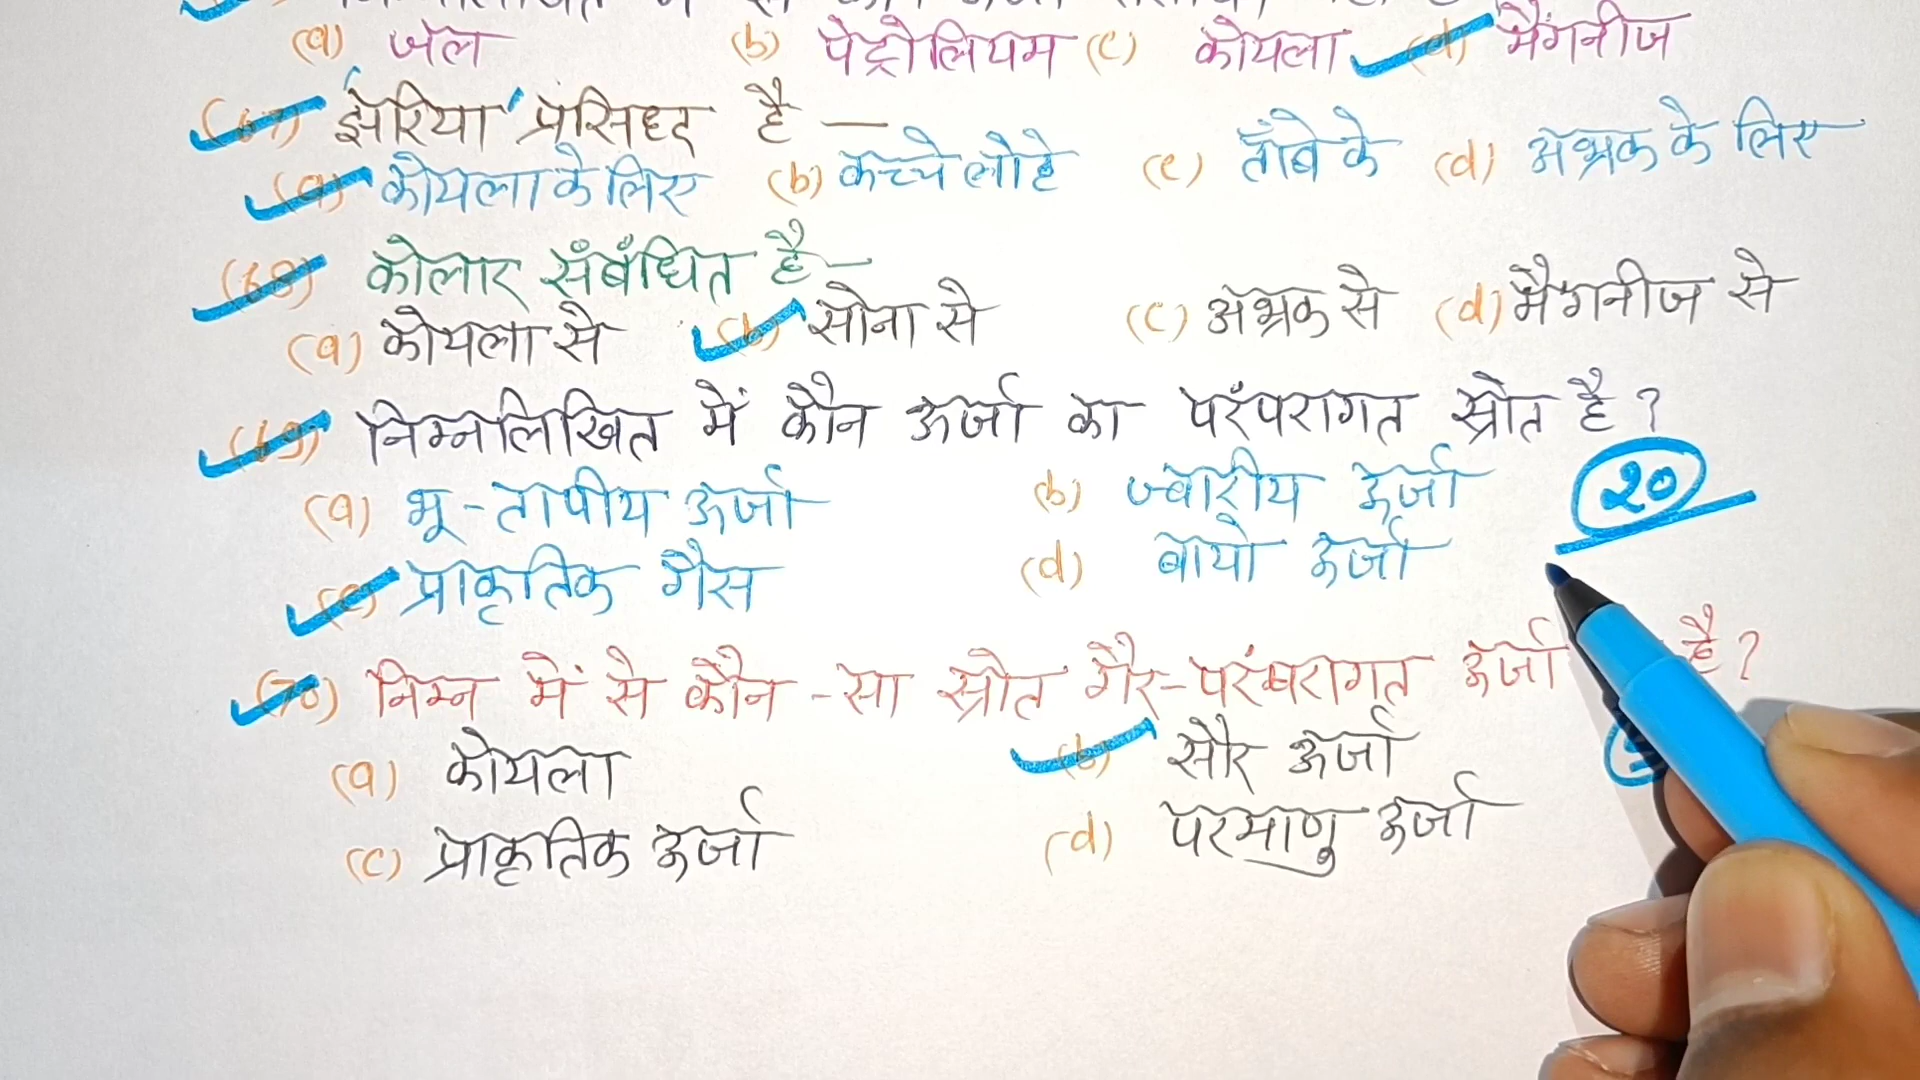 (a) जल (b) पेट्रोलियम (c) कोयला (d) मैंगनीज
(67) 'झरिया' प्रसिध्द है —
(a) कोयला के लिए (b) कच्चे लोहे (c) ताँबे के (d) अभ्रक के लिए
(68) कोलार संबंधित है—
(a) कोयला से (b) सोना से (c) अभ्रक से (d) मैंगनीज से
(69) निम्नलिखित में कौन ऊर्जा का परंपरागत स्रोत है?
(a) भू-तापीय ऊर्जा (b) ज्वारीय ऊर्जा
(c) प्राकृतिक गैस (d) बायो ऊर्जा
20
(70) निम्न में से कौन-सा स्रोत गैर-परंपरागत ऊर्जा है?
(a) कोयला (b) सौर ऊर्जा
(c) प्राकृतिक ऊर्जा (d) परमाणु ऊर्जा